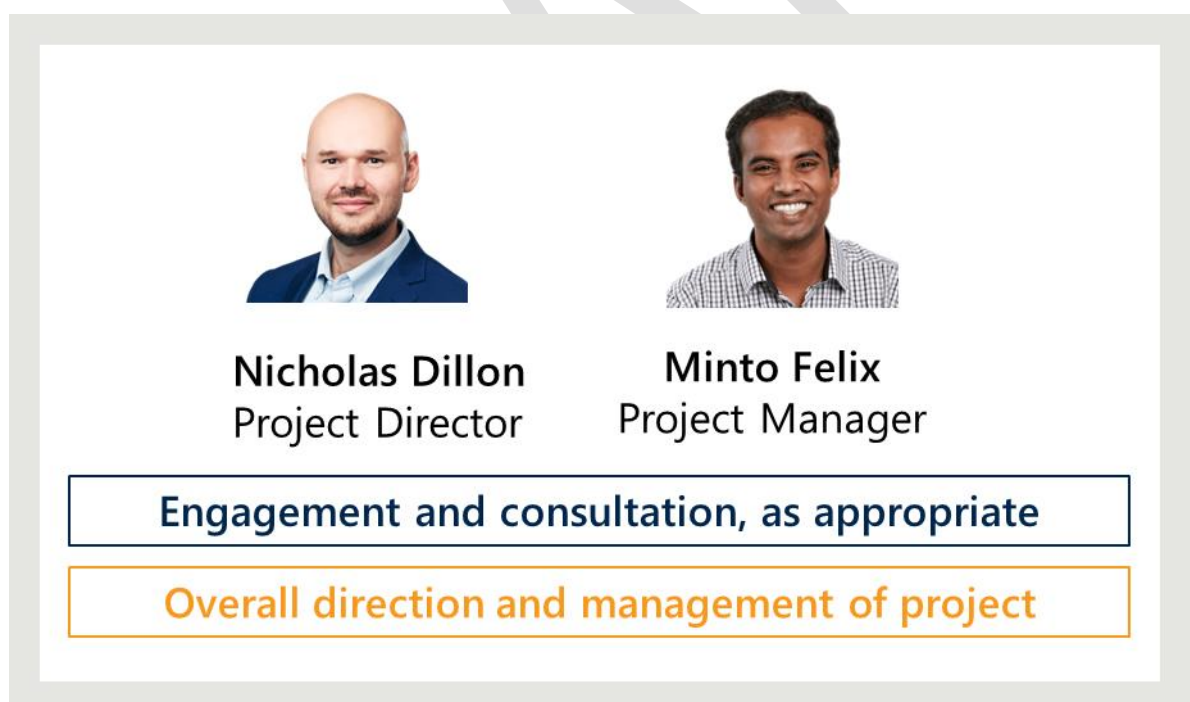 Nicholas Dillon
Project Director
Minto Felix
Project Manager
Engagement and consultation, as appropriate
Overall direction and management of project